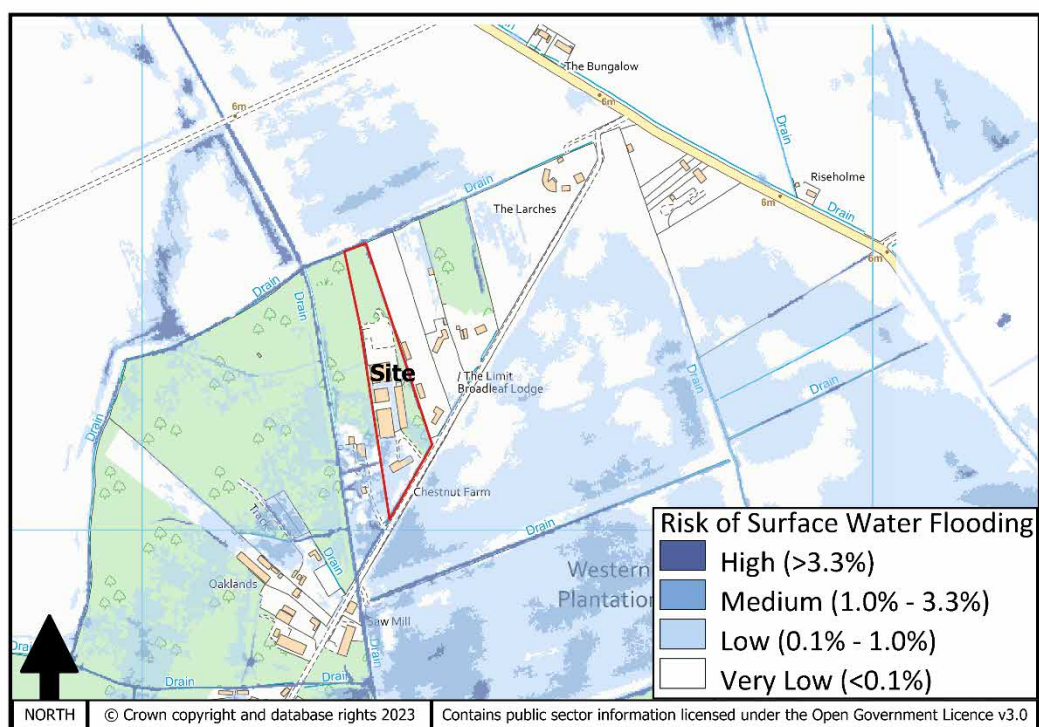 The Bungalow
6m
6m
Drain
Drain
Riseholme
6m
Drain
The Larches
Drain
6m
Drain
Drain
Site
/ The Limit
Broadleaf Lodge
Drain
Drain
Drain
Chestnut Farm
Track
Drain
Drain
Oaklands
Western
Plantation
Saw Mill
Drain
Drain
Risk of Surface Water Flooding
High (>3.3%)
Medium (1.0% - 3.3%)
Low (0.1% - 1.0%)
Very Low (<0.1%)
NORTH
© Crown copyright and database rights 2023
Contains public sector information licensed under the Open Government Licence v3.0